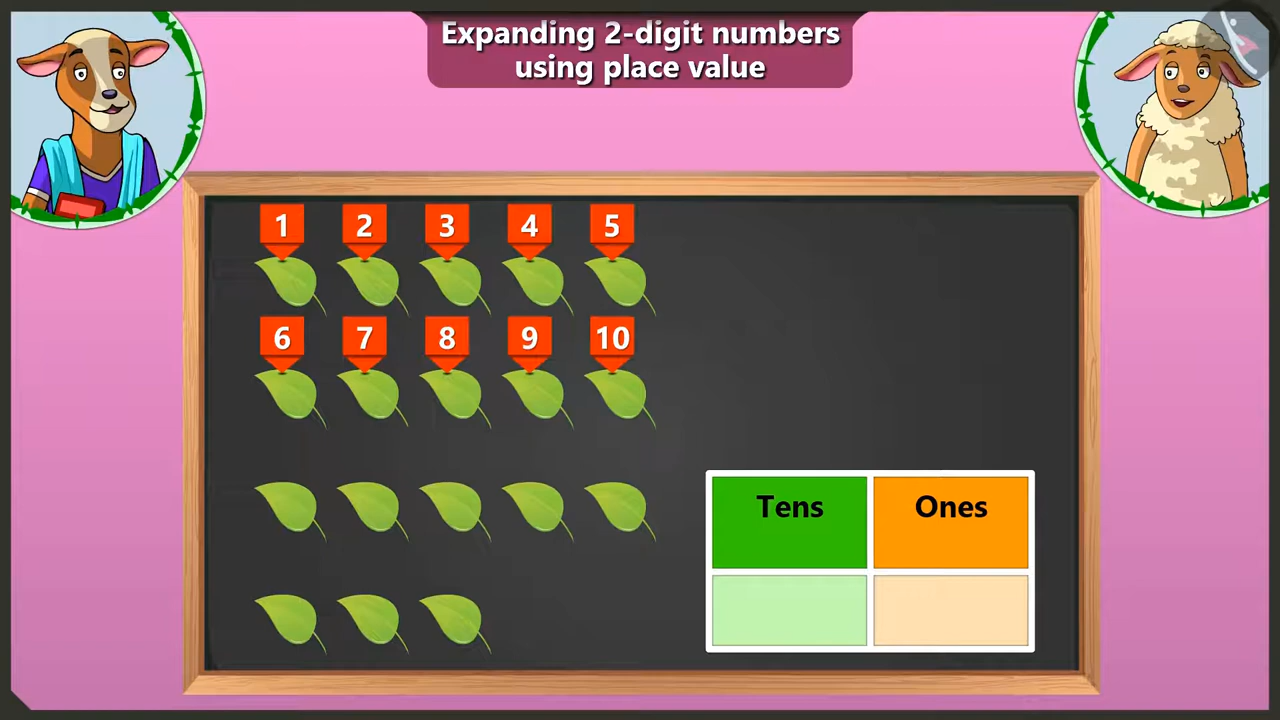 Expanding 2-digit numbers
using place value
1 2 3 4 5
6 7 8 9 10
Tens Ones